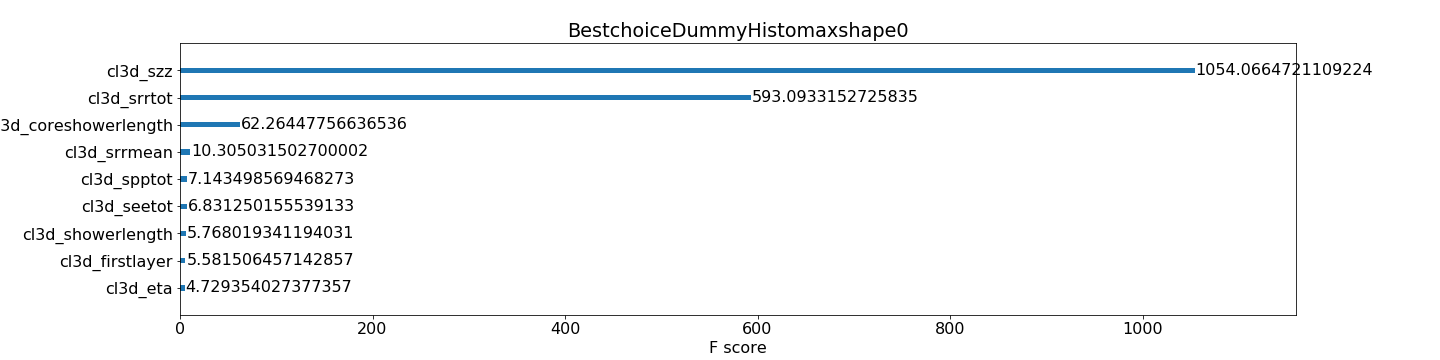 BestchoiceDummyHistomaxshape0
cl3d_szz 1054.0664721109224
cl3d_srrtot 593.0933152725835
3d_coreshowerlength 62.26447756636536
cl3d_srrmean 10.305031502700002
cl3d_spptot 7.143498569468273
cl3d_seetot 6.831250155539133
cl3d_showerlength 5.768019341194031
cl3d_firstlayer 5.581506457142857
cl3d_eta 4.729354027377357
0 200 400 600 800 1000
F score